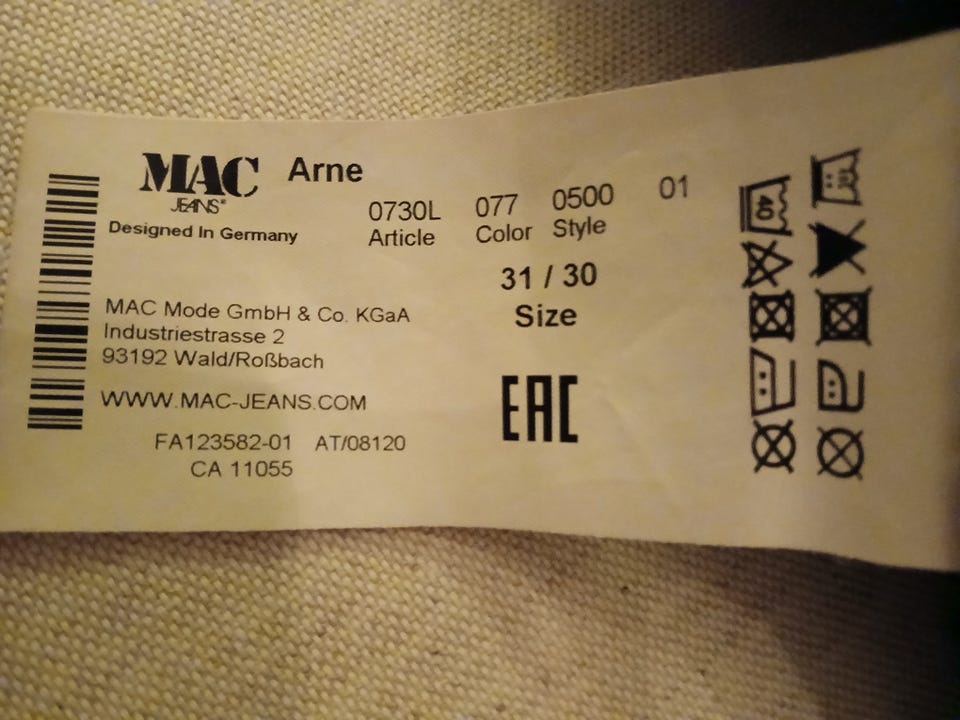 MAC Arne
JEANS®
Designed In Germany
0730L 077 0500 01
Article Color Style
31 / 30
Size
MAC Mode GmbH & Co. KGaA
Industriestrasse 2
93192 Wald/Roßbach
WWW.MAC-JEANS.COM
FA123582-01 AT/08120
CA 11055
EAC
40